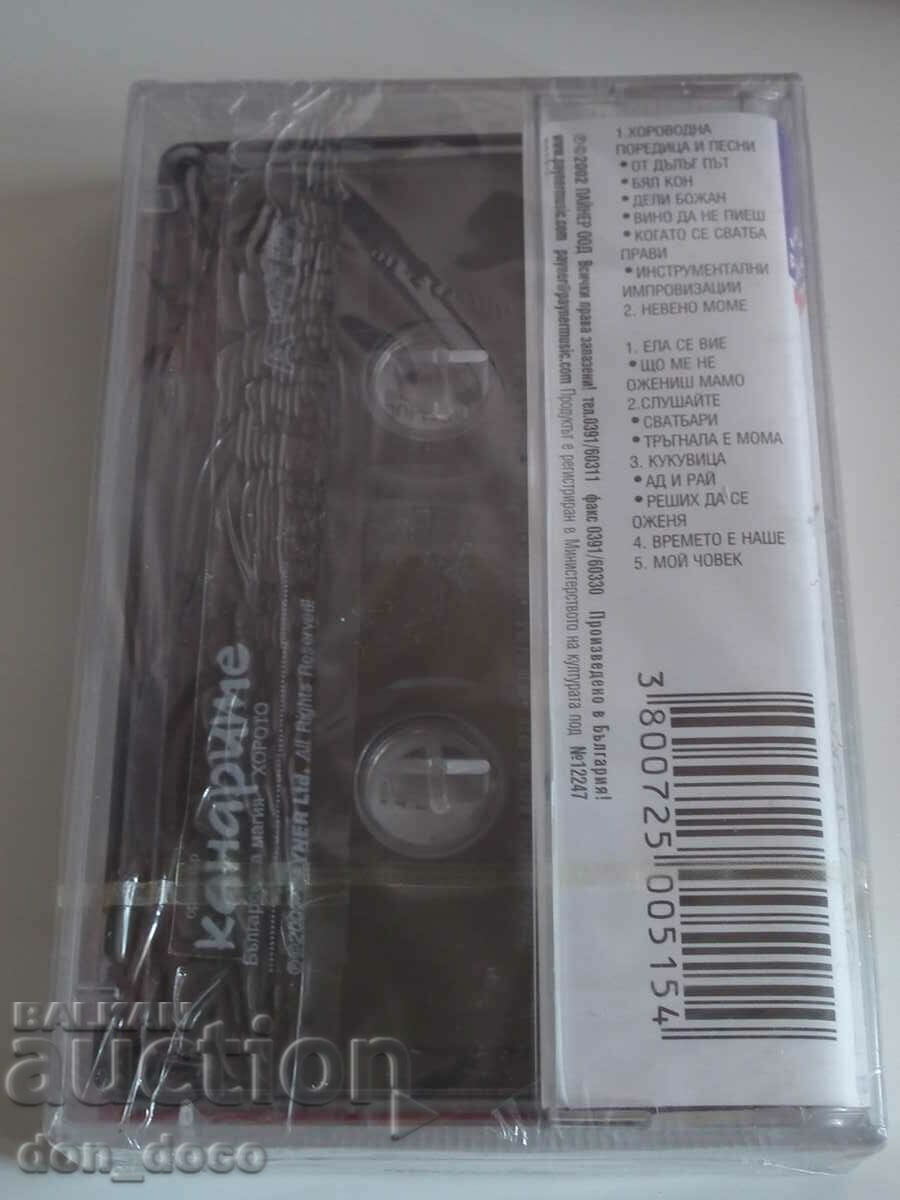 1.ХОРОВОДНА
ПОРЕДИЦА И ПЕСНИ
• ОТ ДЪЛЪГ ПЪТ
• БЯЛ КОН
• ДЕЛИ БОЖАН
• ВИНО ДА НЕ ПИЕШ
• КОГАТО СЕ СВАТБА
ПРАВИ
• ИНСТРУМЕНТАЛНИ
ИМПРОВИЗАЦИИ
2. НЕВЕНО МОМЕ
1. ЕЛА СЕ ВИЕ
• ЩО МЕ НЕ
ОЖЕНИШ МАМО
2.СЛУШАЙТЕ
• СВАТБАРИ
• ТРЪГНАЛА Е МОМА
3. КУКУВИЦА
• АД И РАЙ
• РЕШИХ ДА СЕ
ОЖЕНЯ
4. ВРЕМЕТО Е НАШЕ
5. МОЙ ЧОВЕК
℗©2002 ПАЙНЕР ООД Всички права запазени! тел.0391/60311 факс 0391/60330 Произведено в България!
www.paynermusic.com payner@paynermusic.com Продуктът е регистриран в Министерството на културата под №12247
3 800725 005154
канарите
магия ХОРОТО
All Rights Reserved!
BALKAN
auction
don_doco